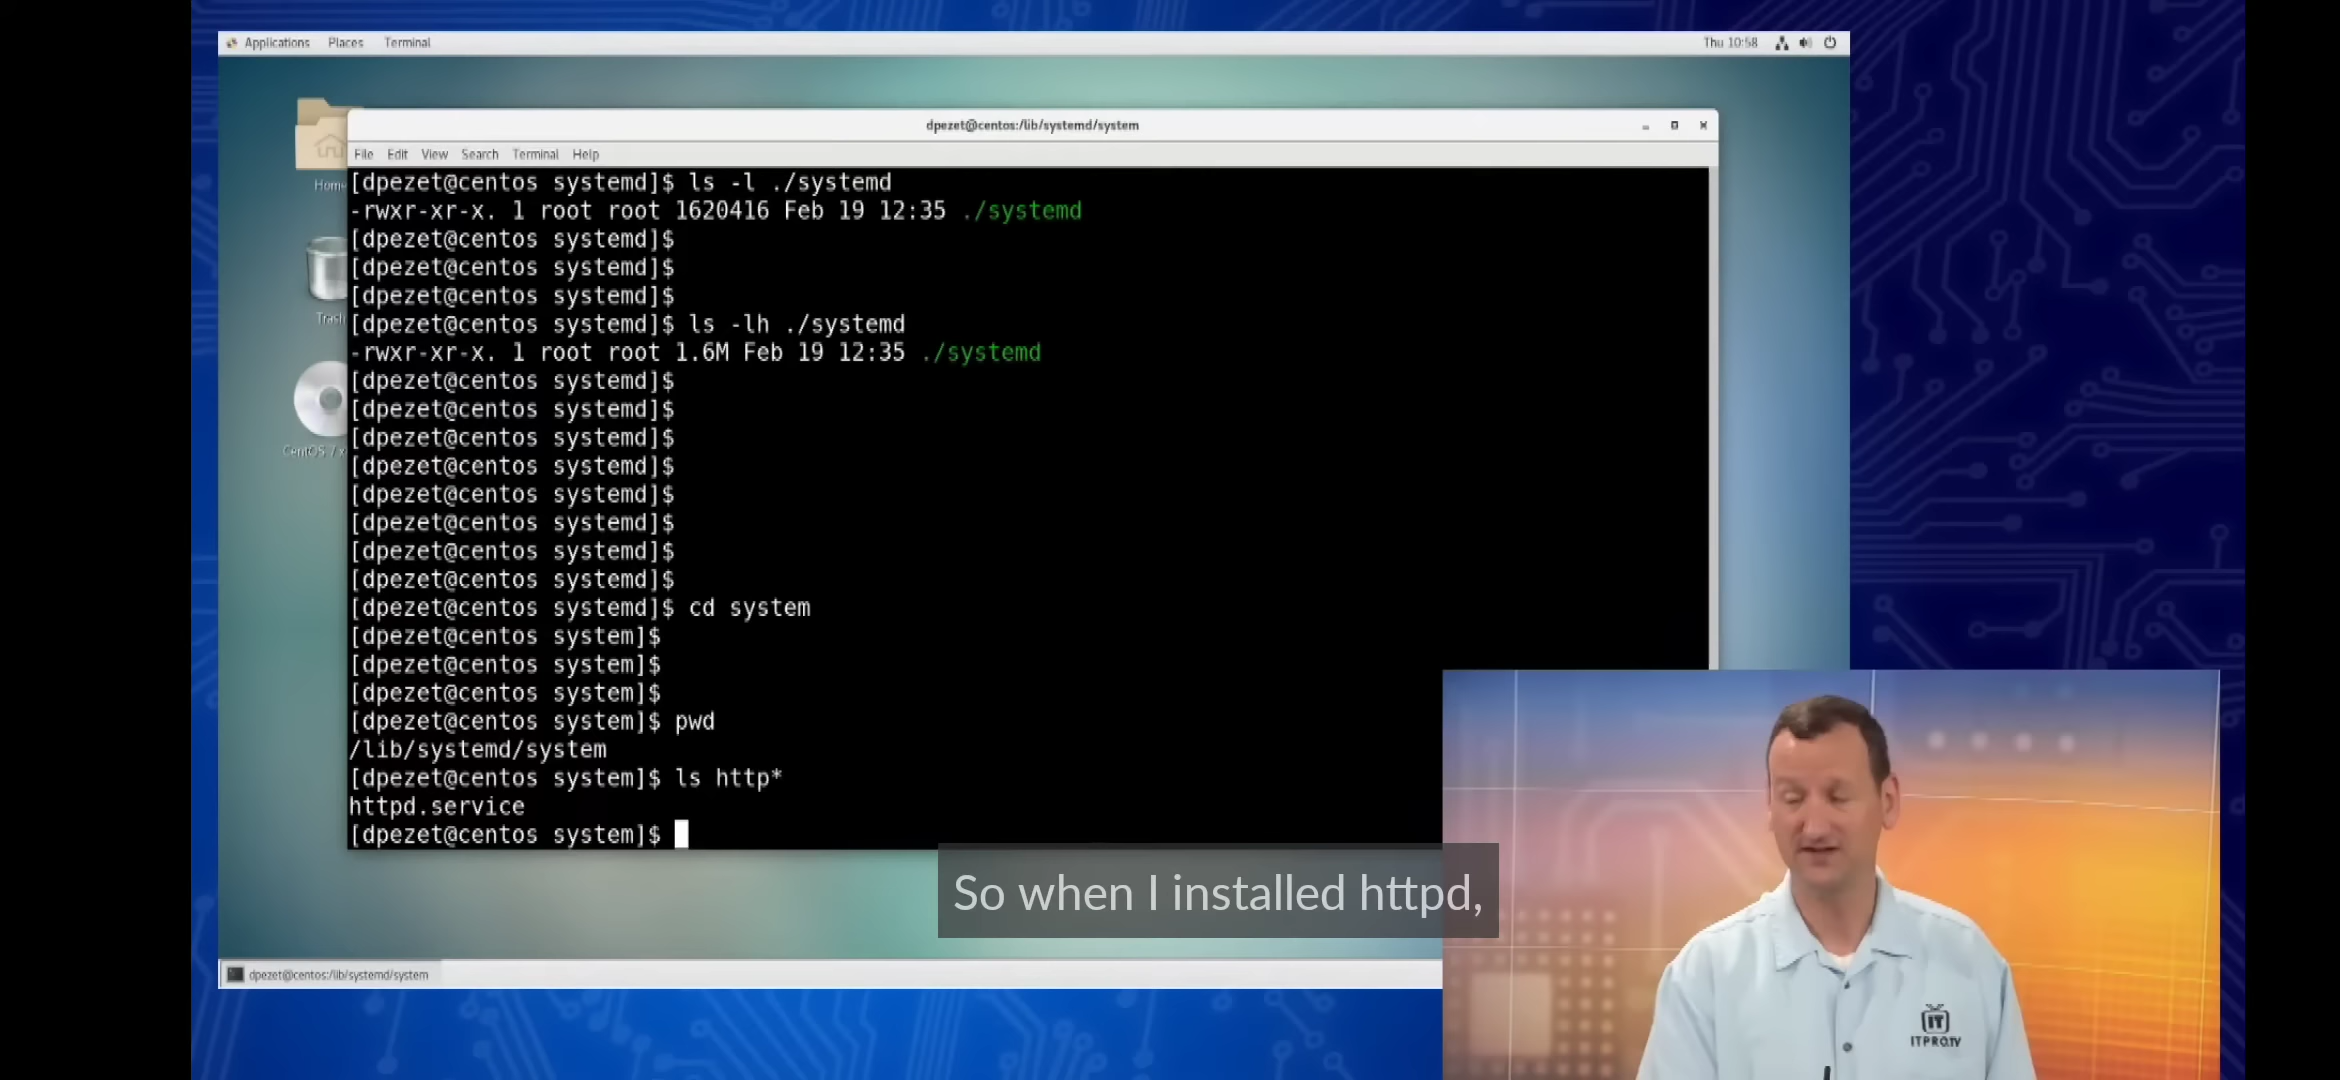 Applications Places Terminal
Thu 10:58
dpezet@centos:/lib/systemd/system
File Edit View Search Terminal Help
Home
Trash
CentOS 7 x
[dpezet@centos systemd]$ ls -l ./systemd
-rwxr-xr-x. 1 root root 1620416 Feb 19 12:35 ./systemd
[dpezet@centos systemd]$
[dpezet@centos systemd]$
[dpezet@centos systemd]$
[dpezet@centos systemd]$ ls -lh ./systemd
-rwxr-xr-x. 1 root root 1.6M Feb 19 12:35 ./systemd
[dpezet@centos systemd]$
[dpezet@centos systemd]$
[dpezet@centos systemd]$
[dpezet@centos systemd]$
[dpezet@centos systemd]$
[dpezet@centos systemd]$
[dpezet@centos systemd]$
[dpezet@centos systemd]$
[dpezet@centos systemd]$ cd system
[dpezet@centos system]$
[dpezet@centos system]$
[dpezet@centos system]$
[dpezet@centos system]$ pwd
/lib/systemd/system
[dpezet@centos system]$ ls http*
httpd.service
[dpezet@centos system]$
So when I installed httpd,
dpezet@centos:/lib/systemd/system
IT
ITPRO.TV